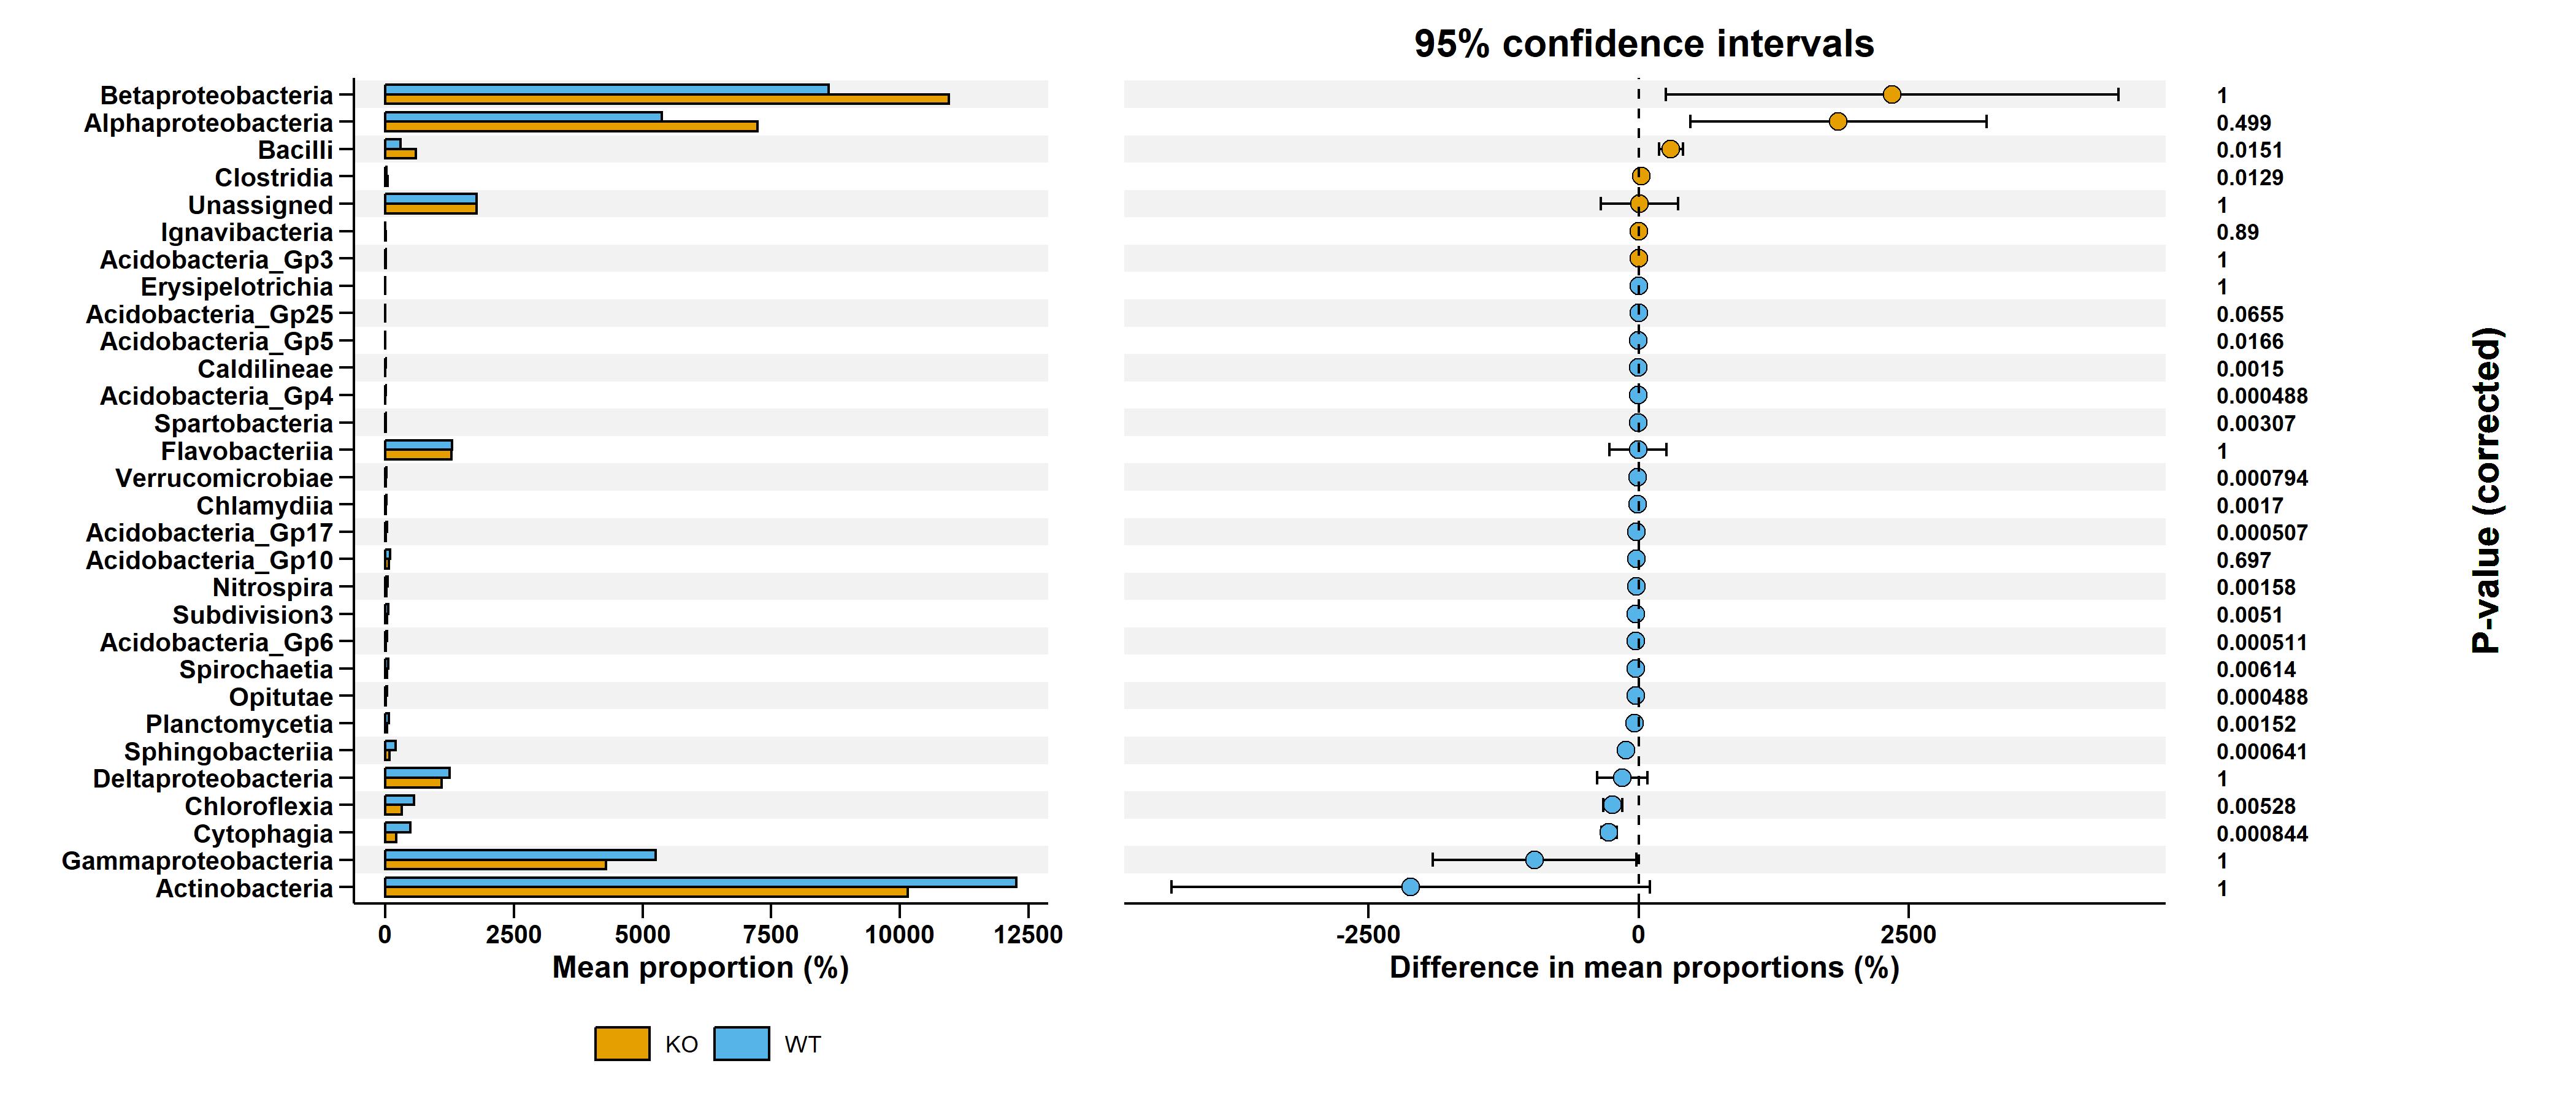 95% confidence intervals
Betaproteobacteria 1
Alphaproteobacteria 0.499
Bacilli 0.0151
Clostridia 0.0129
Unassigned 1
Ignavibacteria 0.89
Acidobacteria_Gp3 1
Erysipelotrichia 1
Acidobacteria_Gp25 0.0655
Acidobacteria_Gp5 0.0166
Caldilineae 0.0015
Acidobacteria_Gp4 0.000488
Spartobacteria 0.00307
Flavobacteriia 1
Verrucomicrobiae 0.000794
Chlamydiia 0.0017
Acidobacteria_Gp17 0.000507
Acidobacteria_Gp10 0.697
Nitrospira 0.00158
Subdivision3 0.0051
Acidobacteria_Gp6 0.000511
Spirochaetia 0.00614
Opitutae 0.000488
Planctomycetia 0.00152
Sphingobacteriia 0.000641
Deltaproteobacteria 1
Chloroflexia 0.00528
Cytophagia 0.000844
Gammaproteobacteria 1
Actinobacteria 1
P-value (corrected)
0 2500 5000 7500 10000 12500 -2500 0 2500
Mean proportion (%) Difference in mean proportions (%)
KO WT